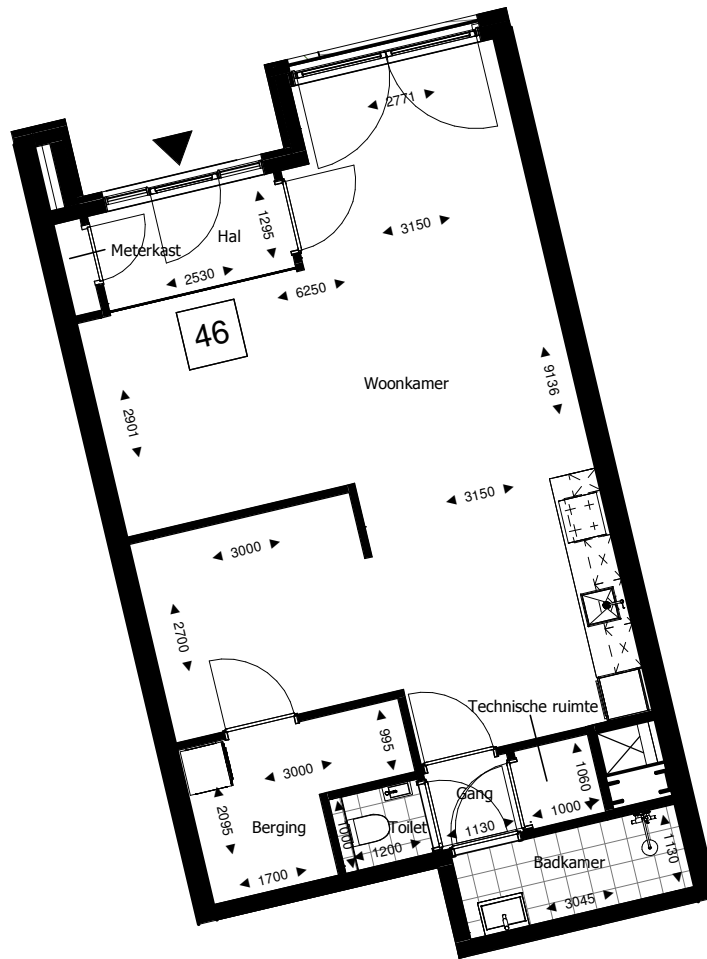 2771
3150
1295
Hal
Meterkast
2530
6250
46
Woonkamer
9136
2901
3150
3000
2700
Technische ruimte
995
3000
1060
Gang
1000
2095
Berging
1000
Toilet
1130
1200
1130
Badkamer
1700
3045